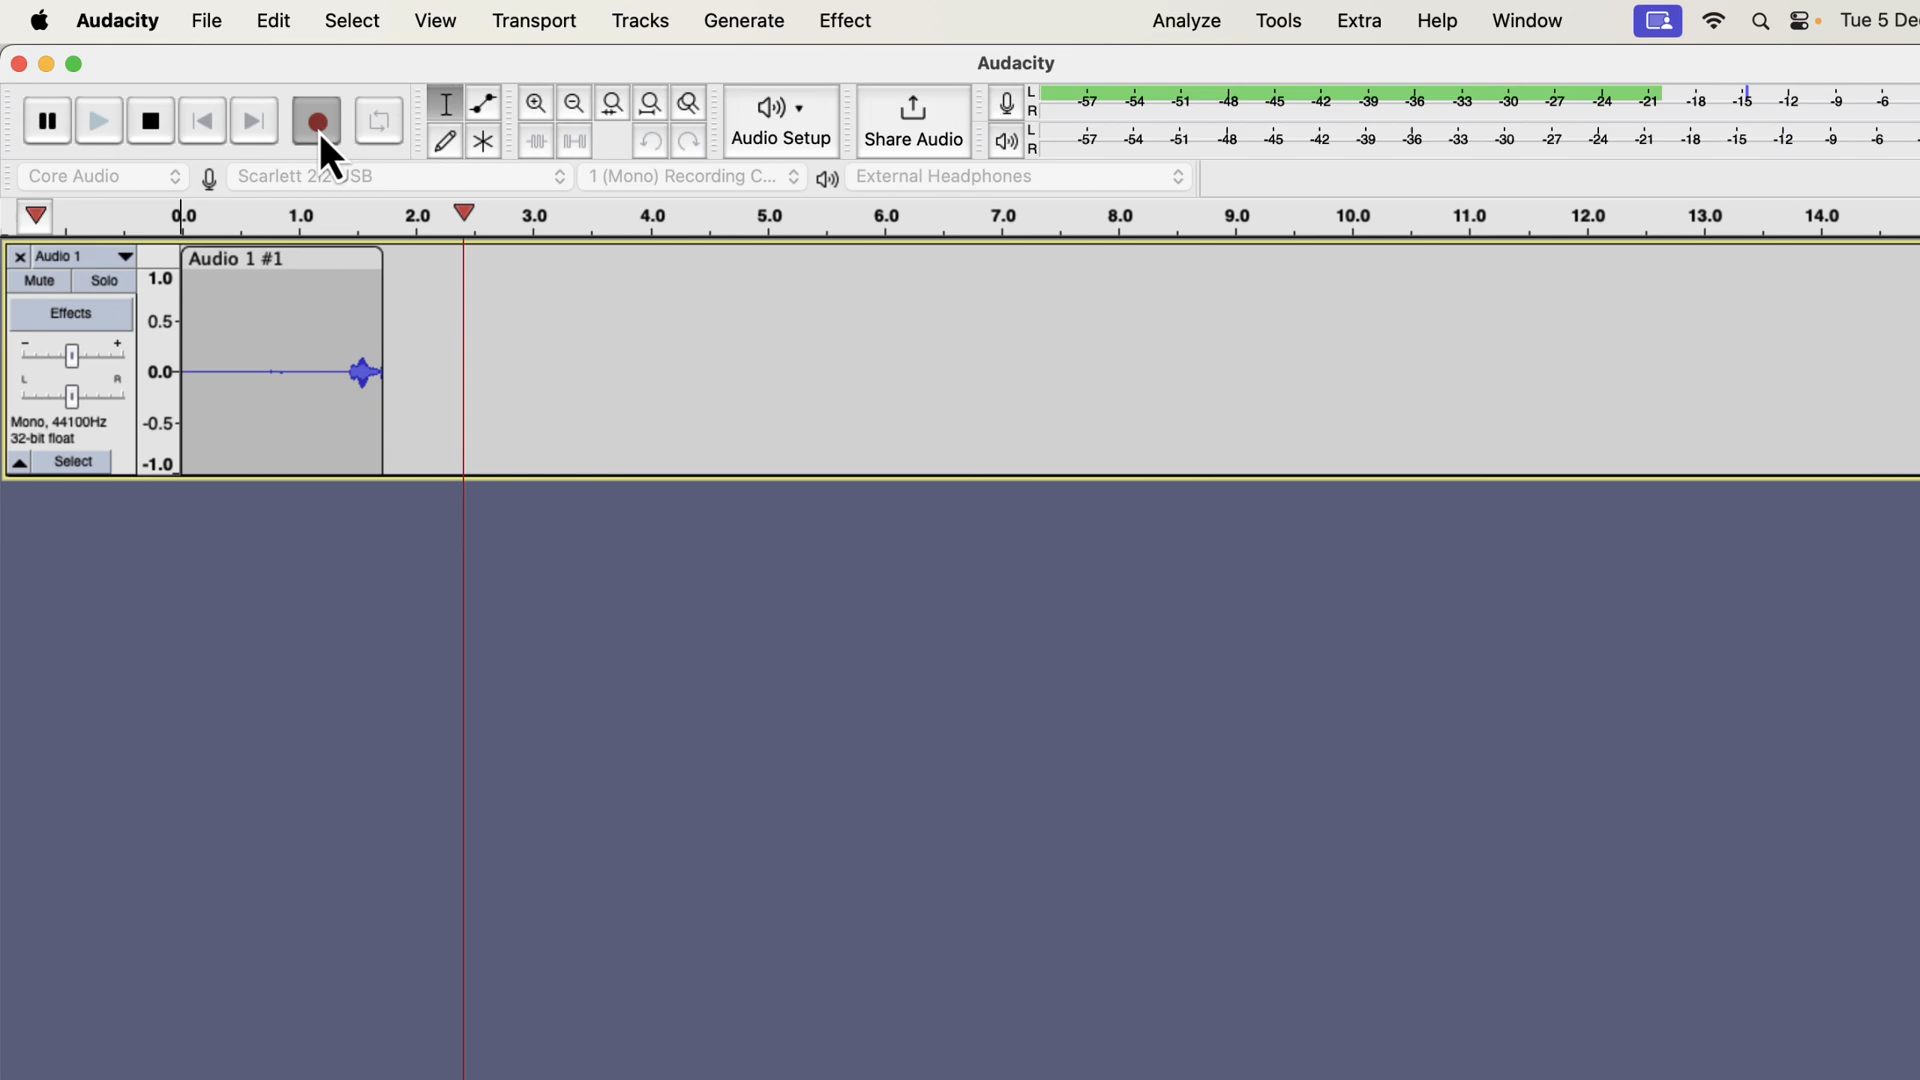 Audacity File Edit Select View Transport Tracks Generate Effect Analyze Tools Extra Help Window Tue 5 De
Audacity
Audio Setup
Share Audio
L
R
-57 -54 -51 -48 -45 -42 -39 -36 -33 -30 -27 -24 -21 -18 -15 -12 -9 -6
L
R
-57 -54 -51 -48 -45 -42 -39 -36 -33 -30 -27 -24 -21 -18 -15 -12 -9 -6
Core Audio Scarlett 2i2 USB 1 (Mono) Recording C... External Headphones
0.0 1.0 2.0 3.0 4.0 5.0 6.0 7.0 8.0 9.0 10.0 11.0 12.0 13.0 14.0
Audio 1
Audio 1 #1
Mute Solo
Effects
- +
L R
Mono, 44100Hz
32-bit float
Select
1.0
0.5-
0.0-
-0.5-
-1.0